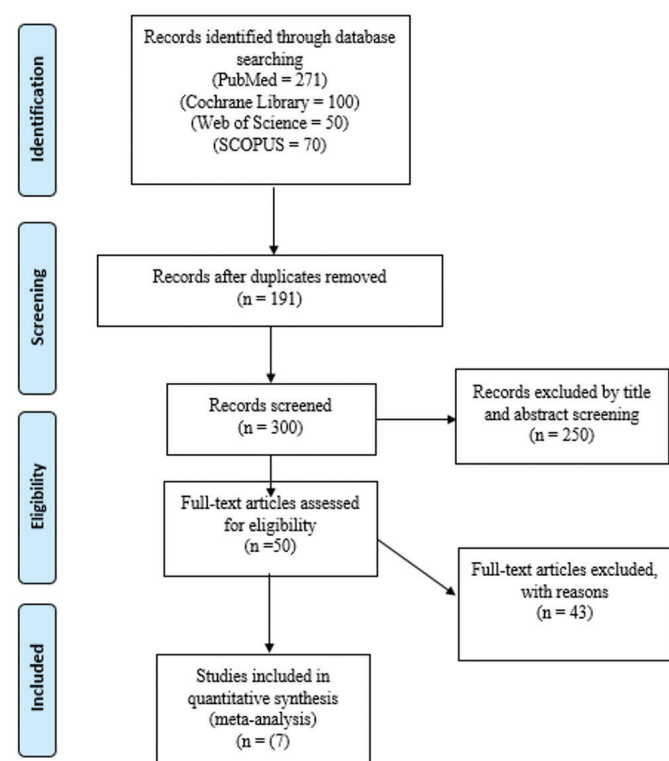 Identification
Records identified through database
searching
(PubMed = 271)
(Cochrane Library = 100)
(Web of Science = 50)
(SCOPUS = 70)
Screening
Records after duplicates removed
(n = 191)
Records screened
(n = 300)
Records excluded by title
and abstract screening
(n = 250)
Eligibility
Full-text articles assessed
for eligibility
(n =50)
Full-text articles excluded,
with reasons
(n = 43)
Included
Studies included in
quantitative synthesis
(meta-analysis)
(n = (7)